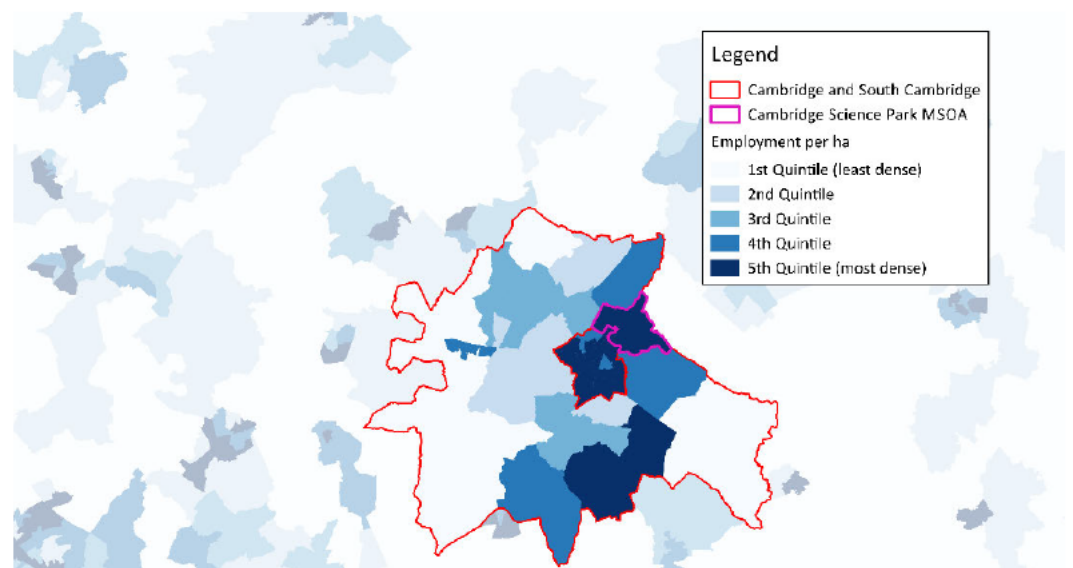 Legend
Cambridge and South Cambridge
Cambridge Science Park MSOA
Employment per ha
1st Quintile (least dense)
2nd Quintile
3rd Quintile
4th Quintile
5th Quintile (most dense)